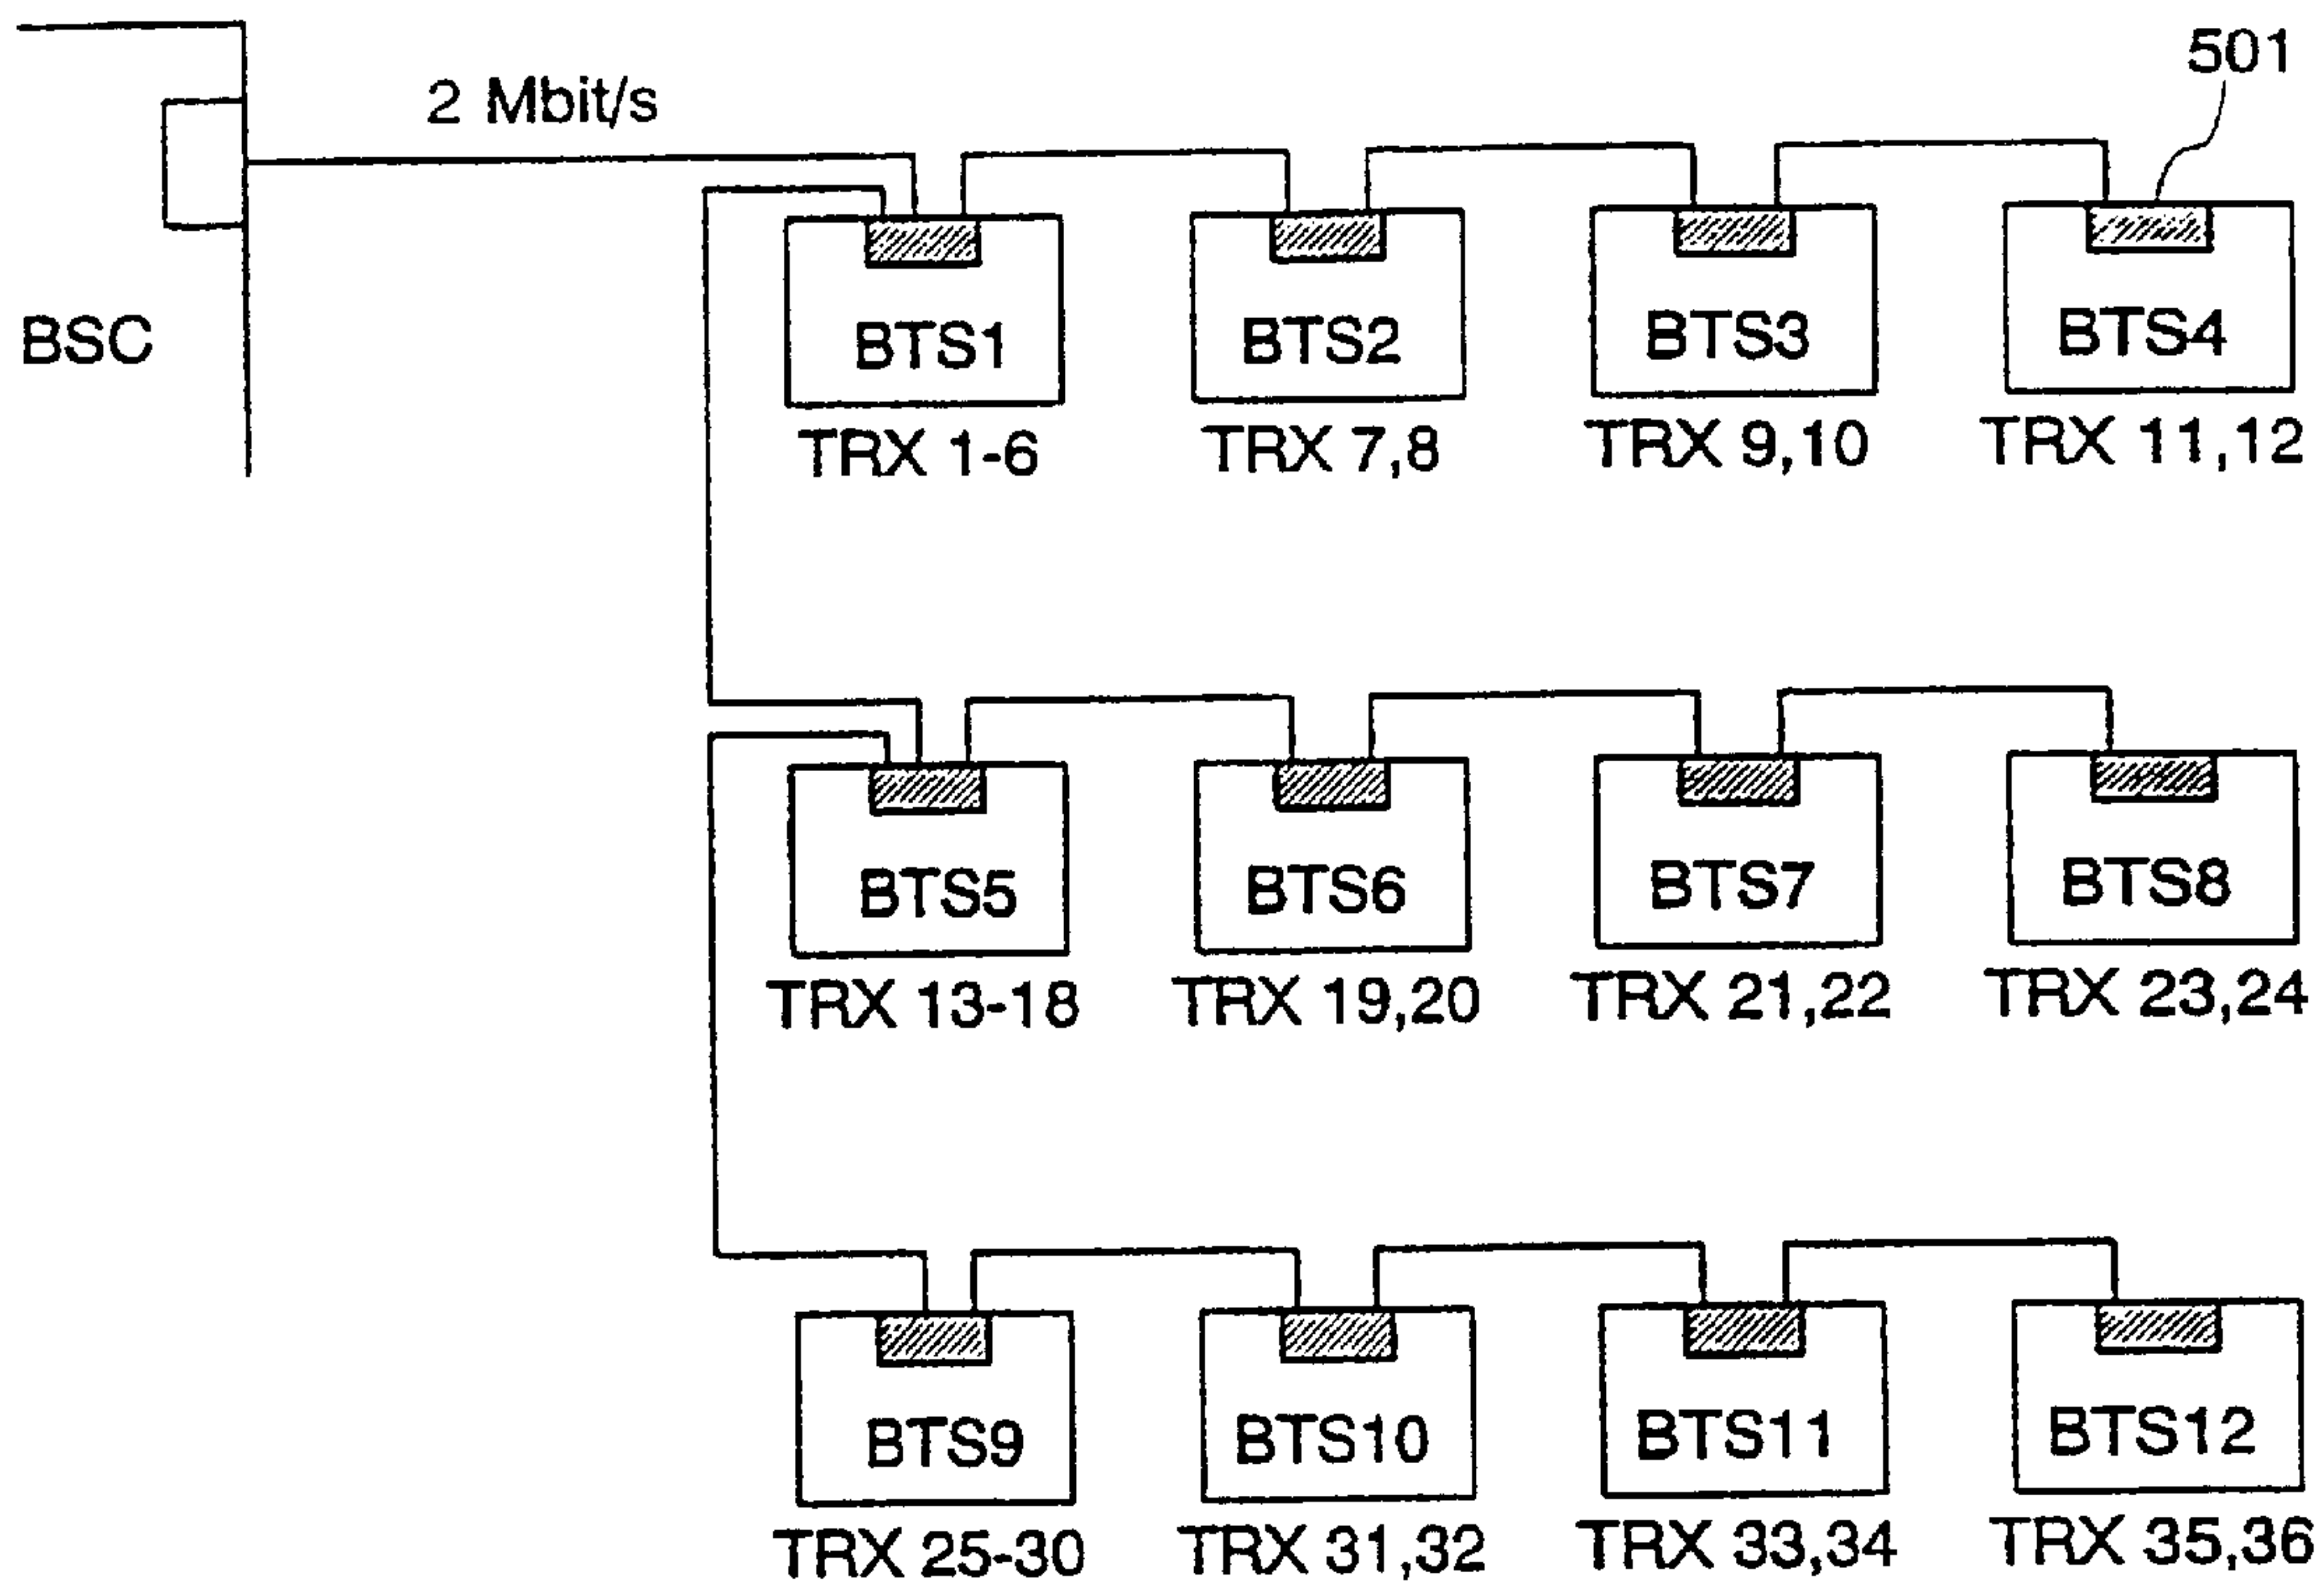 501
2 Mbit/s
BSC
BTS1
BTS2
BTS3
BTS4
TRX 1-6
TRX 7,8
TRX 9,10
TRX 11,12
BTS5
BTS6
BTS7
BTS8
TRX 13-18
TRX 19,20
TRX 21,22
TRX 23,24
BTS9
BTS10
BTS11
BTS12
TRX 25-30
TRX 31,32
TRX 33,34
TRX 35,36